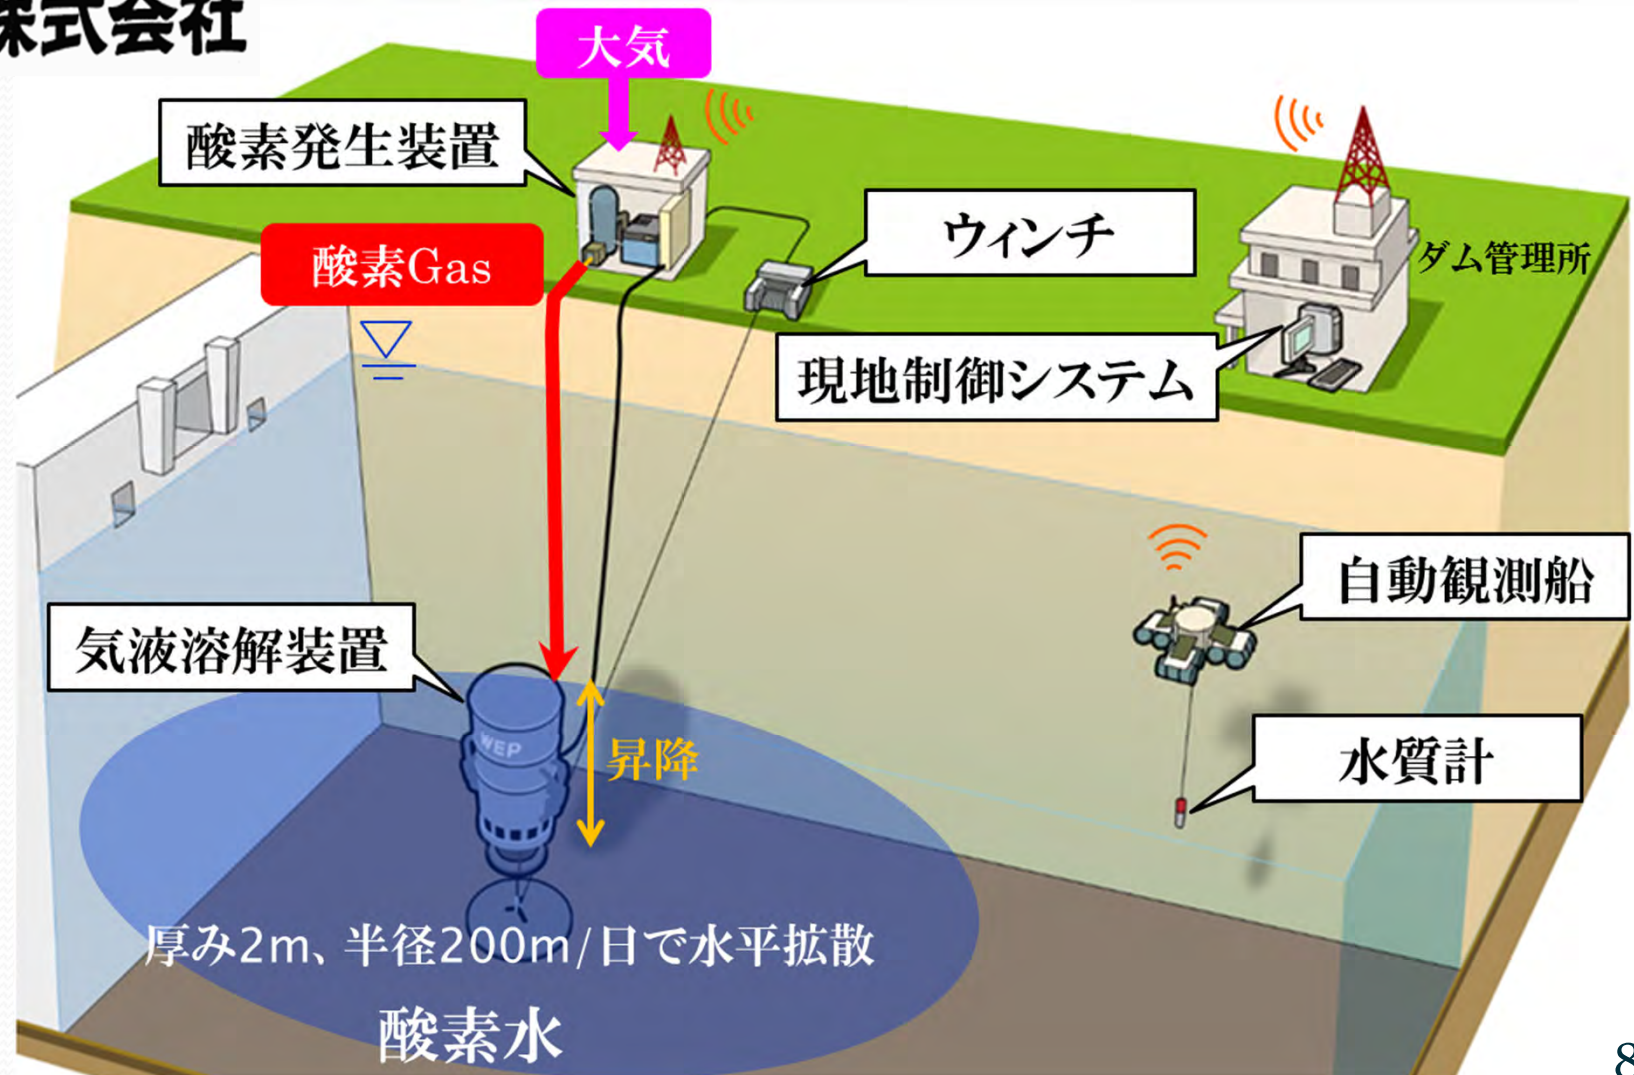 株式会社
大気
酸素発生装置
酸素Gas
ウィンチ
ダム管理所
現地制御システム
自動観測船
気液溶解装置
WEP
昇降
水質計
厚み2m、半径200m/日で水平拡散
酸素水
8